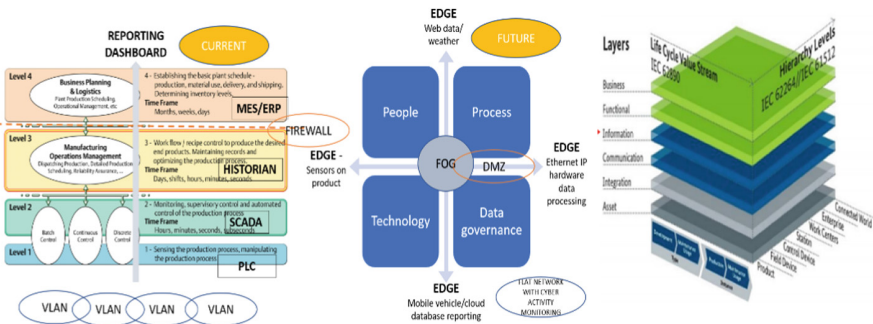 REPORTING
DASHBOARD
CURRENT
Level 4
Business Planning
& Logistics
Plant Production Scheduling,
Operational Management, etc
4 - Establishing the basic plant schedule -
production, material use, delivery, and shipping.
Determining inventory levels.
Time Frame
Months, weeks, days
MES/ERP
FIREWALL
Level 3
Manufacturing
Operations Management
Dispatching Production, Detailed Production
Scheduling, Reliability Assurance, ...
3 - Work flow / recipe control to produce the desired
end products. Maintaining records and
optimizing the production process.
Time Frame
Days, shifts, hours, minutes, seconds
HISTORIAN
Level 2
Batch
Control
Continuous
Control
Discrete
Control
2 - Monitoring, supervisory control and automated
control of the production process
Time Frame
Hours, minutes, seconds, subseconds
SCADA
Level 1
1 - Sensing the production process, manipulating
the production process
PLC
VLAN
VLAN
VLAN
VLAN
EDGE
Web data/
weather
FUTURE
People
Process
EDGE -
Sensors on
product
FOG
DMZ
EDGE
Ethernet IP
hardware
data
processing
Technology
Data
governance
EDGE
Mobile vehicle/cloud
database reporting
FLAT NETWORK
WITH CYBER
ACTIVITY
MONITORING
Layers
Life Cycle Value Stream
IEC 62890
Hierarchy Levels
IEC 62264//IEC 61512
Business
Functional
Information
Communication
Integration
Asset
Connected World
Enterprise
Work Centers
Station
Control Device
Field Device
Product